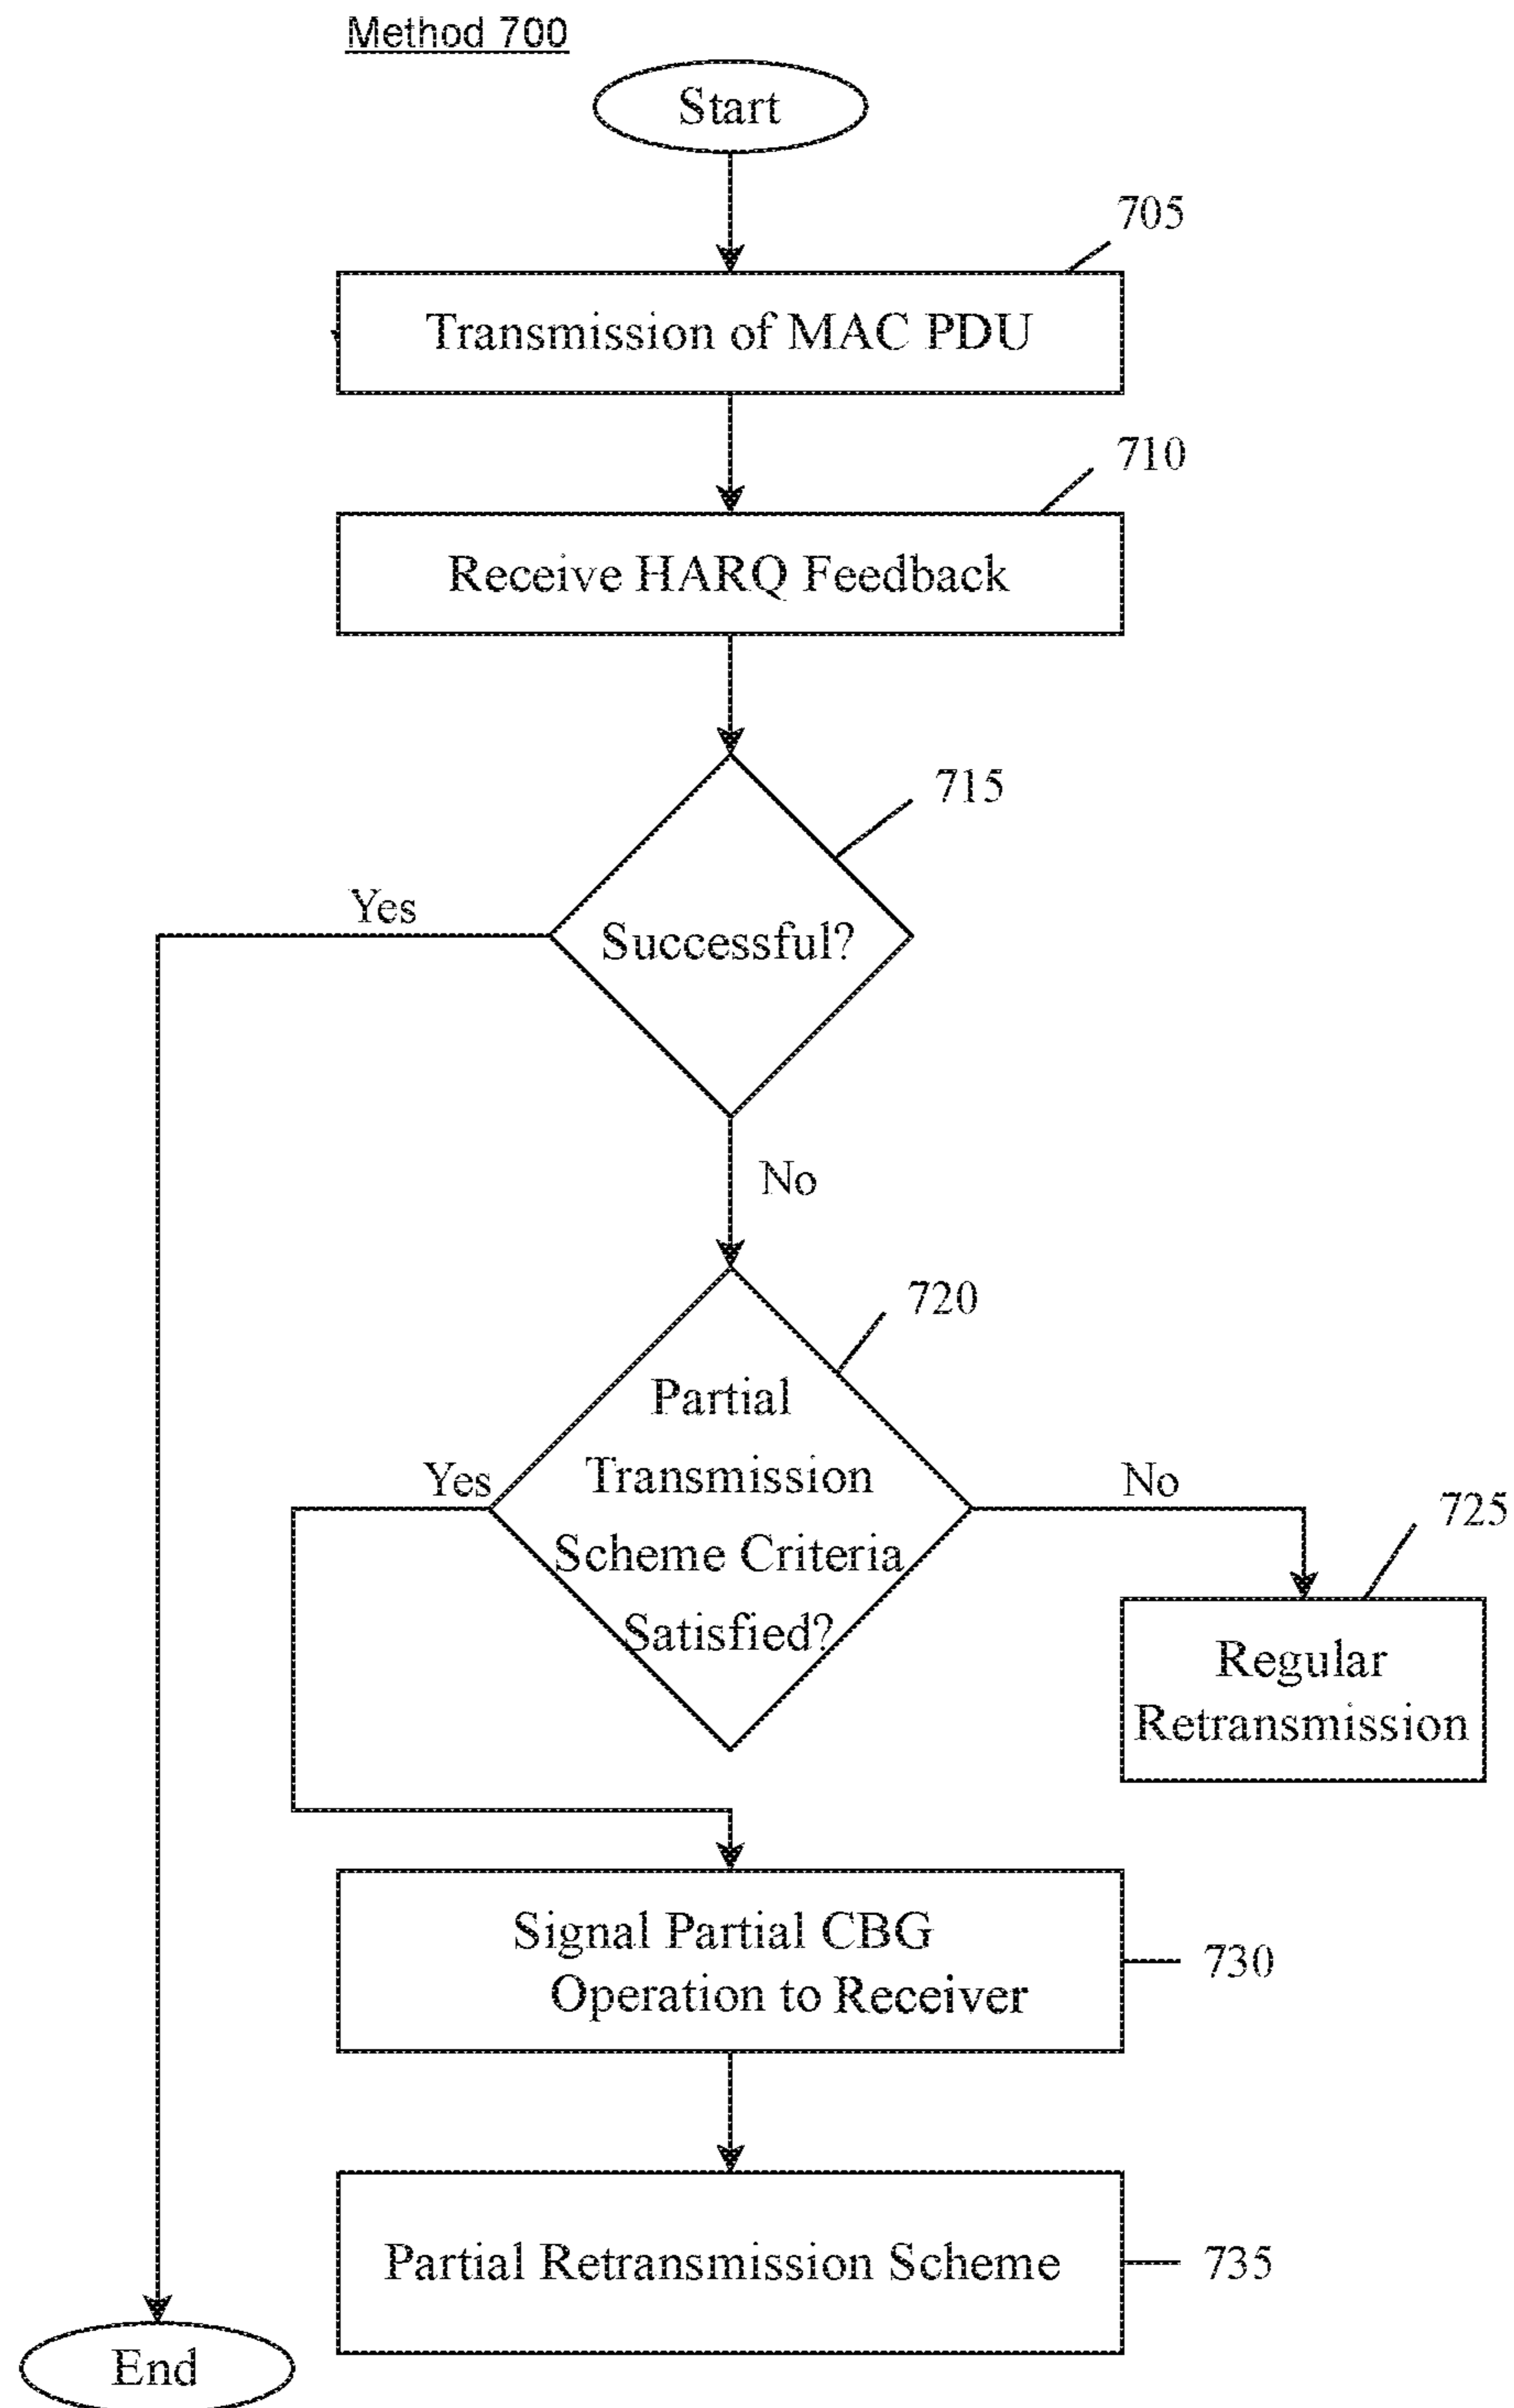 Method 700
Start
705
Transmission of MAC PDU
710
Receive HARQ Feedback
715
Yes
Successful?
No
720
Partial
Transmission
Scheme Criteria
Satisfied?
Yes
No
725
Regular
Retransmission
Signal Partial CBG
Operation to Receiver
730
Partial Retransmission Scheme
735
End